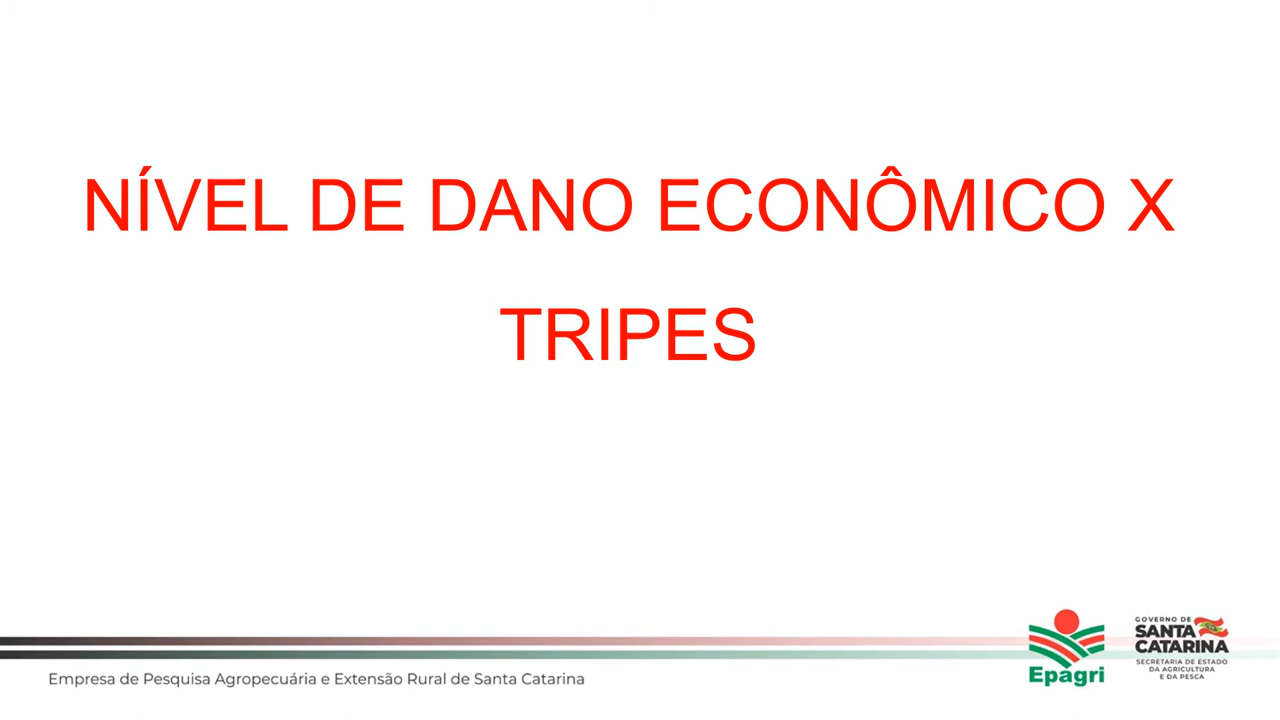 NÍVEL DE DANO ECONÔMICO X
TRIPES
Empresa de Pesquisa Agropecuária e Extensão Rural de Santa Catarina
Epagri
GOVERNO DE
SANTA
CATARINA
SECRETARIA DE ESTADO
DA AGRICULTURA
E DA PESCA